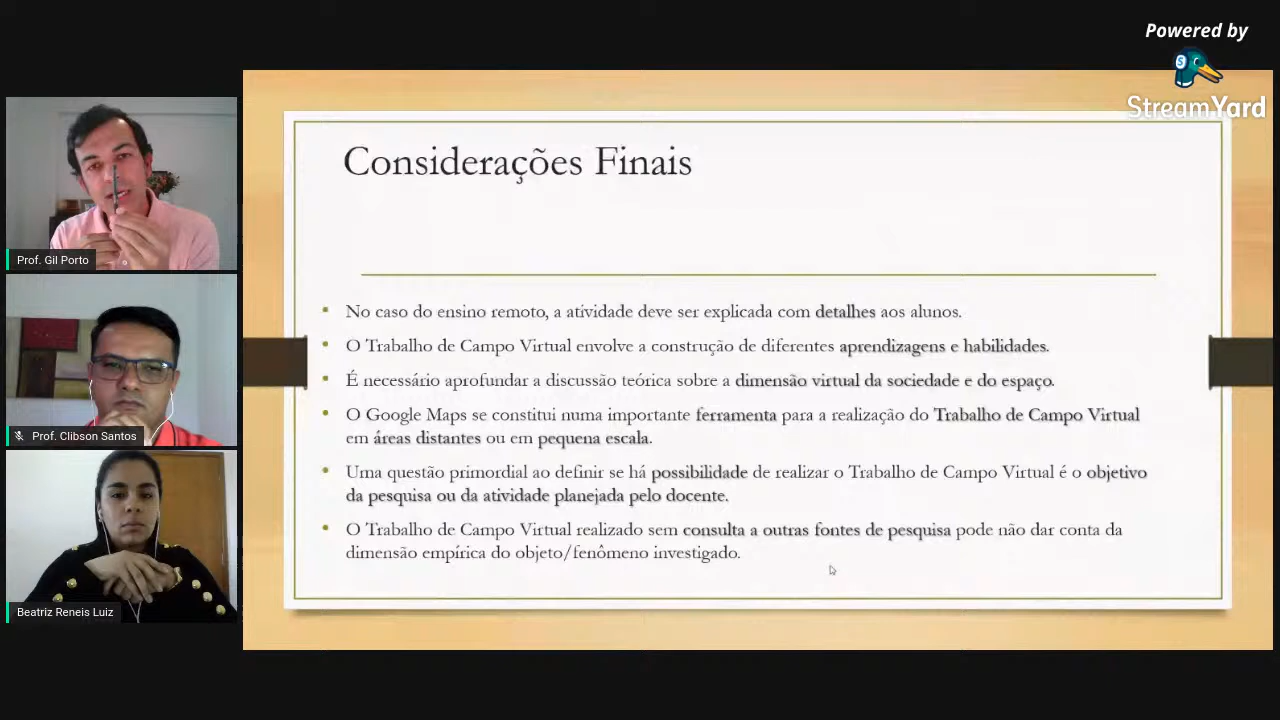 Powered by
StreamYard
Prof. Gil Porto
Prof. Clibson Santos
Beatriz Reneis Luiz
Considerações Finais
No caso do ensino remoto, a atividade deve ser explicada com detalhes aos alunos.
O Trabalho de Campo Virtual envolve a construção de diferentes aprendizagens e habilidades.
É necessário aprofundar a discussão teórica sobre a dimensão virtual da sociedade e do espaço.
O Google Maps se constitui numa importante ferramenta para a realização do Trabalho de Campo Virtual
em áreas distantes ou em pequena escala.
Uma questão primordial ao definir se há possibilidade de realizar o Trabalho de Campo Virtual é o objetivo
da pesquisa ou da atividade planejada pelo docente.
O Trabalho de Campo Virtual realizado sem consulta a outras fontes de pesquisa pode não dar conta da
dimensão empírica do objeto/fenômeno investigado.